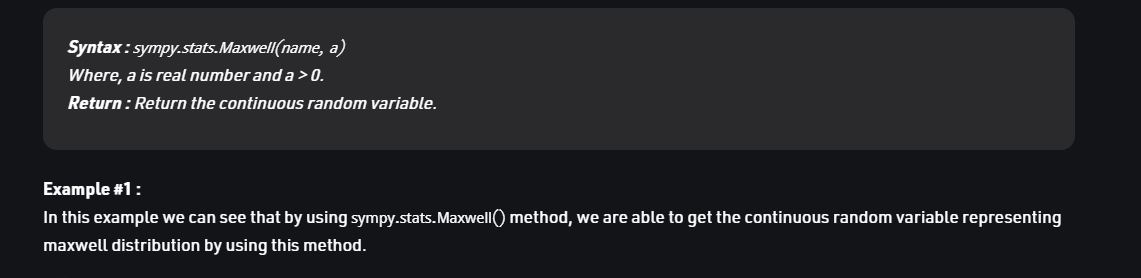 Syntax : sympy.stats.Maxwell(name, a)
Where, a is real number and a > 0.
Return : Return the continuous random variable.
Example #1 :
In this example we can see that by using sympy.stats.Maxwell() method, we are able to get the continuous random variable representing
maxwell distribution by using this method.